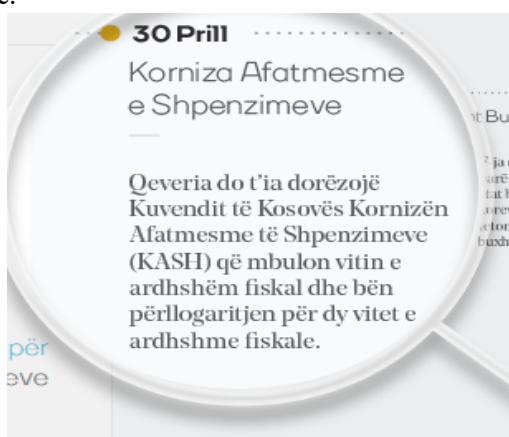 30 Prill
Korniza Afatmesme
e Shpenzimeve
Qeveria do t'ia dorëzojë
Kuvendit të Kosovës Kornizën
Afatmesme të Shpenzimeve
(KASH) që mbulon vitin e
ardhshëm fiskal dhe bën
përllogaritjen për dy vitet e
ardhshme fiskale.
për